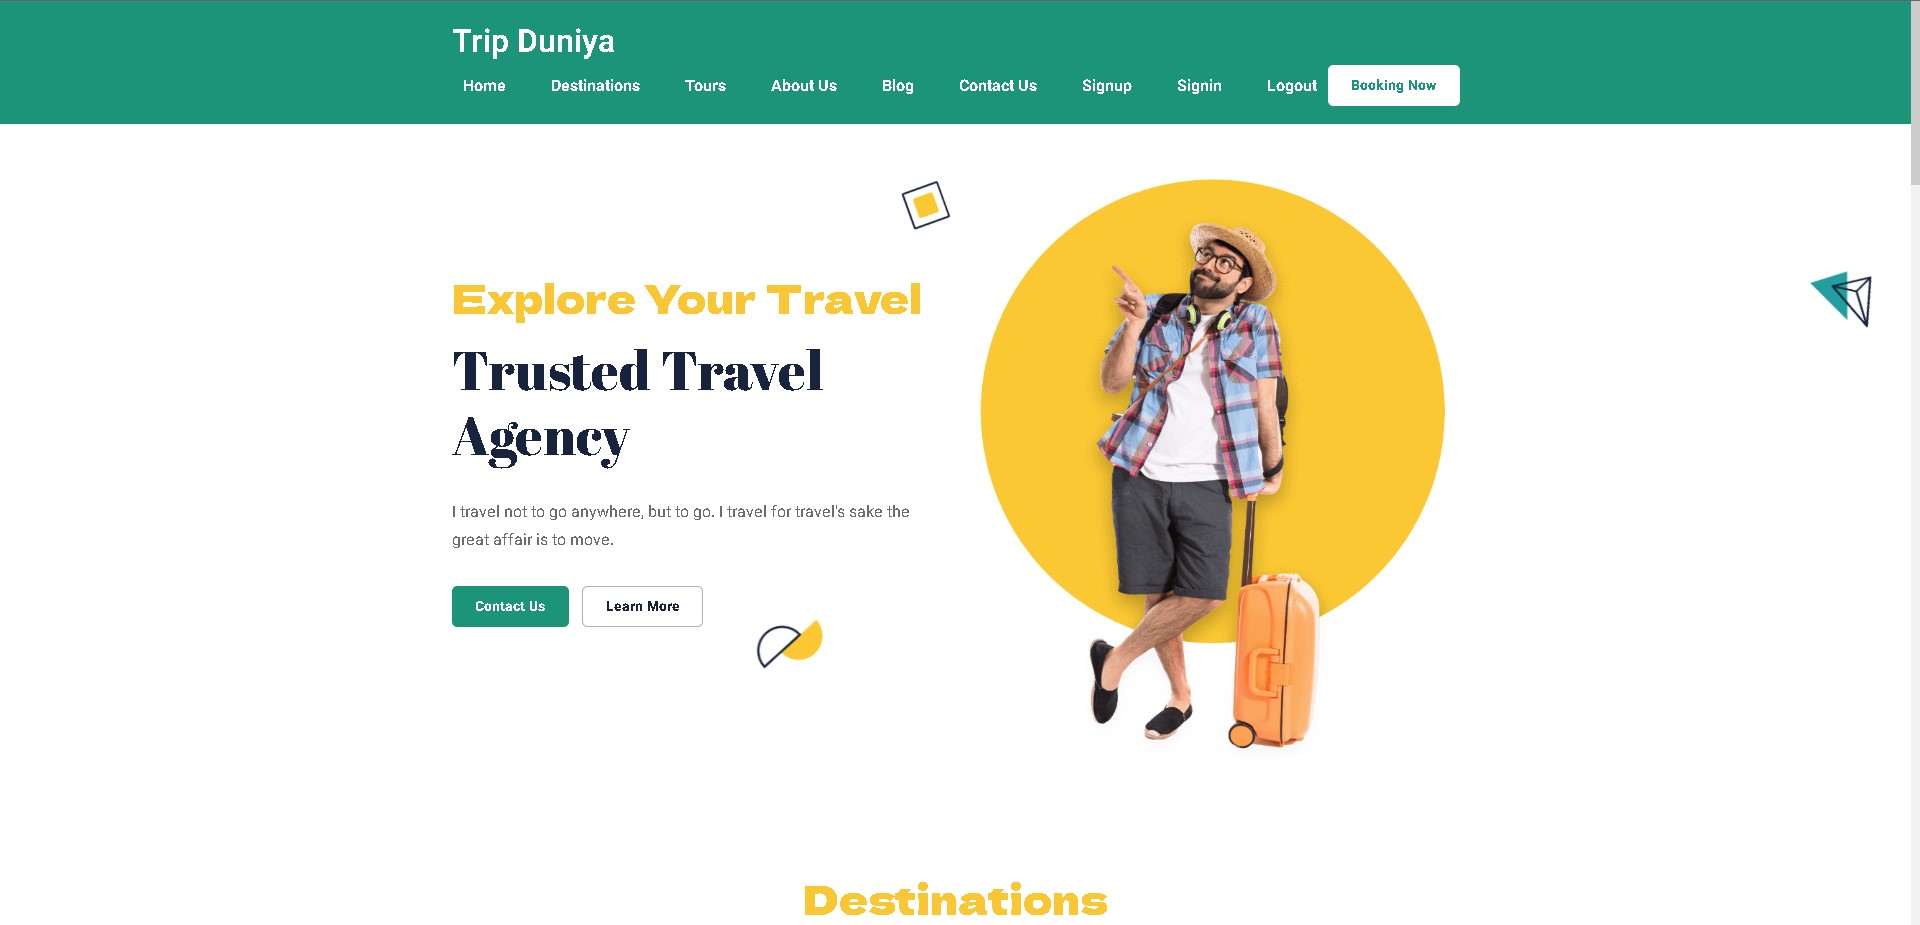 Trip Duniya
Home Destinations Tours About Us Blog Contact Us Signup Signin Logout Booking Now
Explore Your Travel
Trusted Travel
Agency
I travel not to go anywhere, but to go. I travel for travel's sake the
great affair is to move.
Contact Us Learn More
Destinations